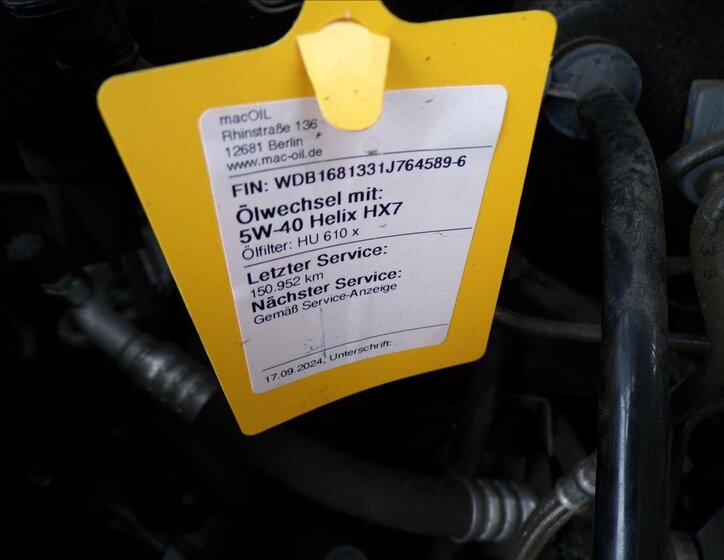 macOIL
Rhinstraße 136
12681 Berlin
www.mac-oil.de
FIN: WDB1681331J764589-6
Ölwechsel mit:
5W-40 Helix HX7
Ölfilter: HU 610 x
Letzter Service:
150.952 km
Nächster Service:
Gemäß Service-Anzeige
17.09.2024, Unterschrift: